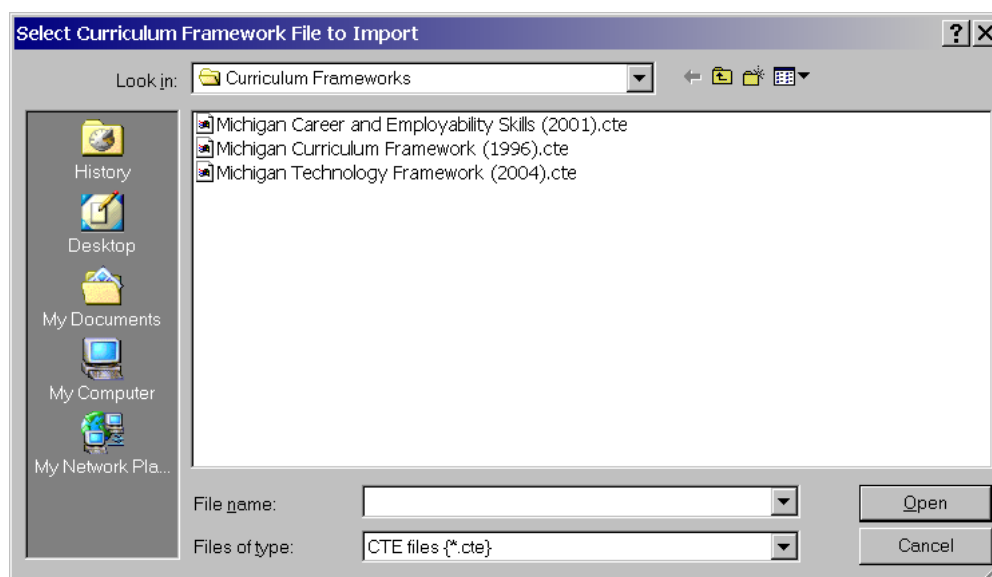 Select Curriculum Framework File to Import
Look in: Curriculum Frameworks
History
Desktop
My Documents
My Computer
My Network Pla...
Michigan Career and Employability Skills (2001).cte
Michigan Curriculum Framework (1996).cte
Michigan Technology Framework (2004).cte
File name: Open
Files of type: CTE files {*.cte} Cancel